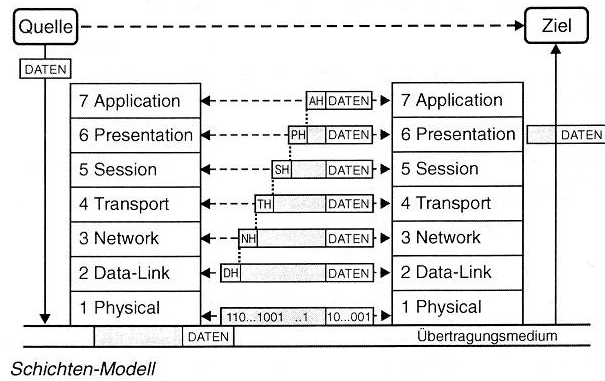 Quelle
Ziel
DATEN
7 Application
AH DATEN
7 Application
6 Presentation
PH DATEN
6 Presentation
DATEN
5 Session
SH DATEN
5 Session
4 Transport
TH DATEN
4 Transport
3 Network
NH DATEN
3 Network
2 Data-Link
DH DATEN
2 Data-Link
1 Physical
110...1001 ..1 10...001
1 Physical
DATEN
Übertragungsmedium
Schichten-Modell